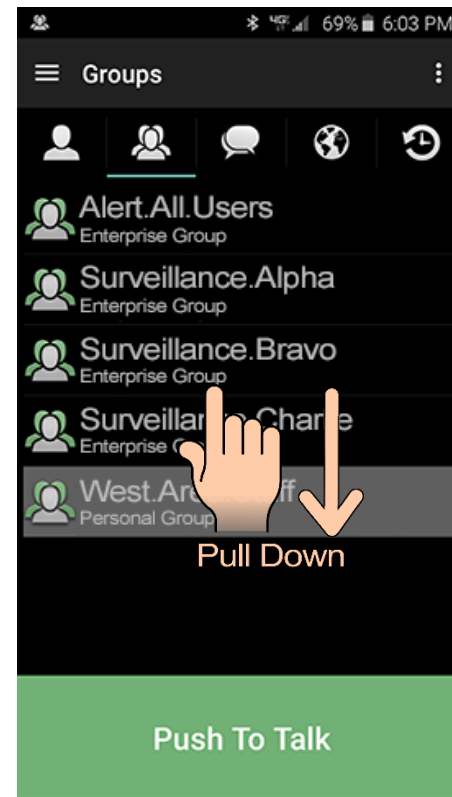 4G 69% 6:03 PM
Groups
Alert.All.Users
Enterprise Group
Surveillance.Alpha
Enterprise Group
Surveillance.Bravo
Enterprise Group
Enterprise
Personal Group
Pull Down
Push To Talk